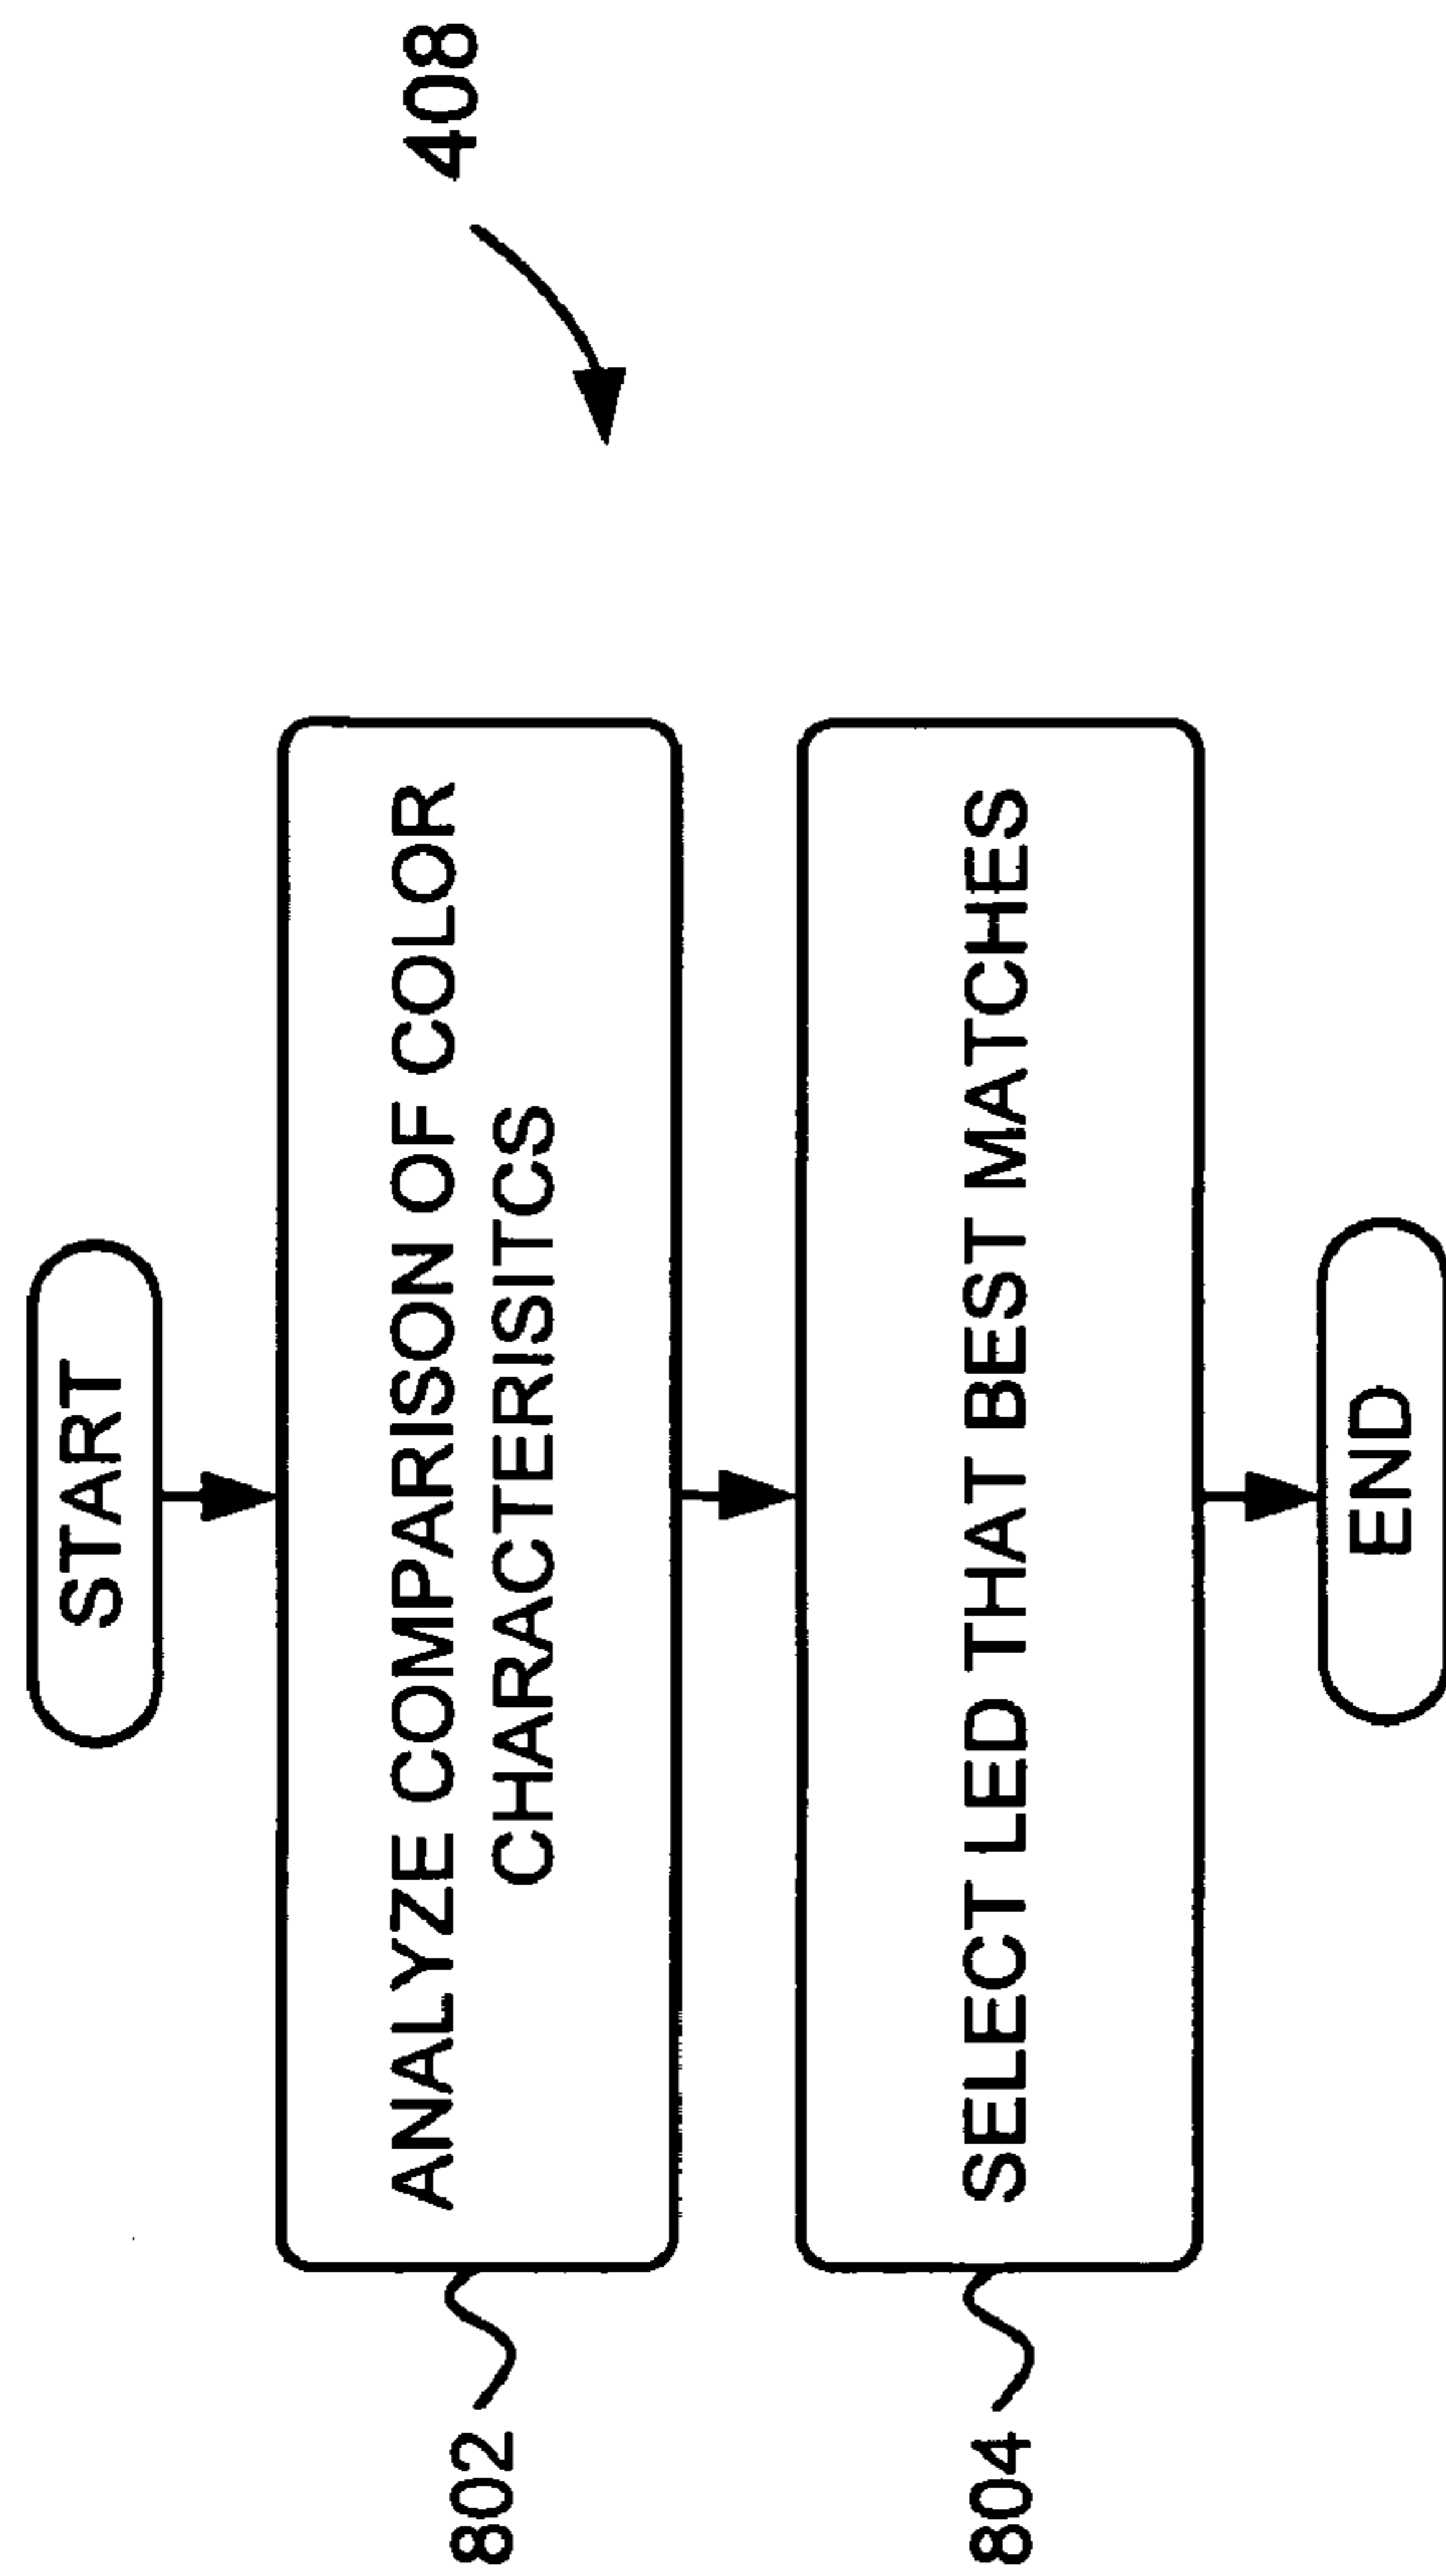 408
START
802
ANALYZE COMPARISON OF COLOR
CHARACTERISITCS
804
SELECT LED THAT BEST MATCHES
END